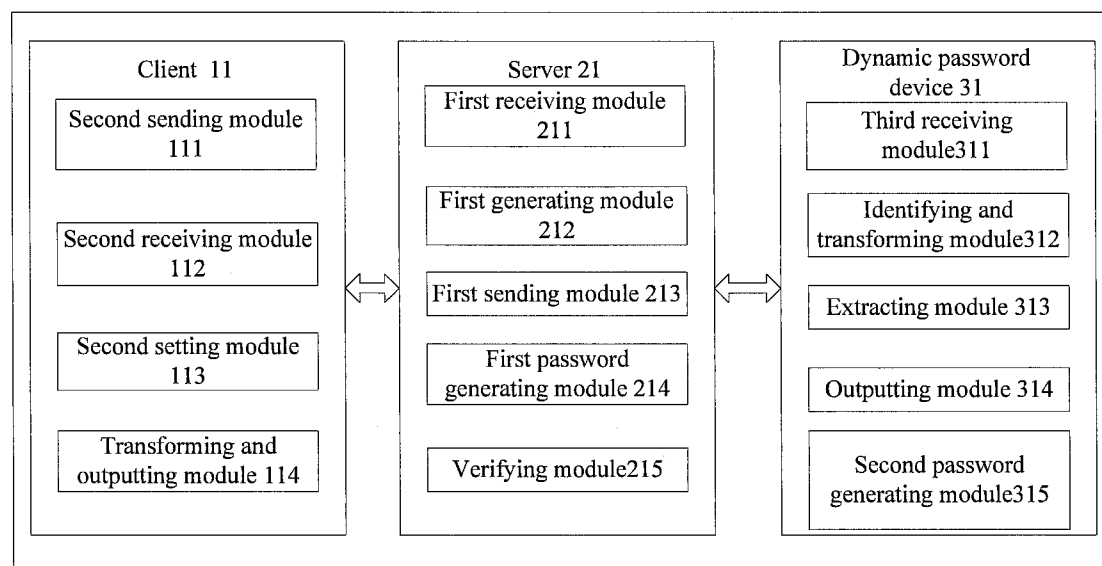 Client 11
Second sending module
111
Second receiving module
112
Second setting module
113
Transforming and
outputting module 114
Server 21
First receiving module
211
First generating module
212
First sending module 213
First password
generating module 214
Verifying module215
Dynamic password
device 31
Third receiving
module311
Identifying and
transforming module312
Extracting module 313
Outputting module 314
Second password
generating module315